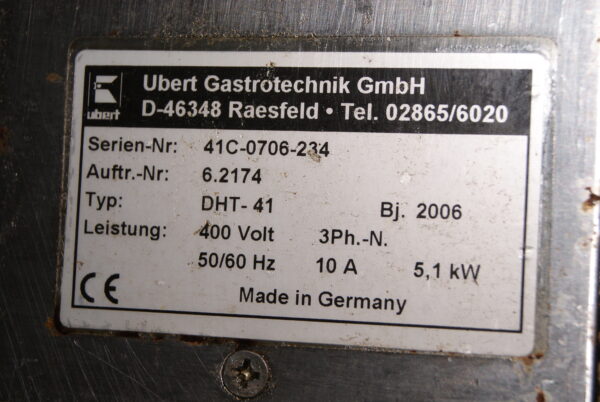 Ubert Gastrotechnik GmbH
D-46348 Raesfeld • Tel. 02865/6020
ubert
Serien-Nr: 41C-0706-234
Auftr.-Nr: 6.2174
Typ: DHT- 41 Bj. 2006
Leistung: 400 Volt 3Ph.-N.
50/60 Hz 10 A 5,1 kW
CE Made in Germany